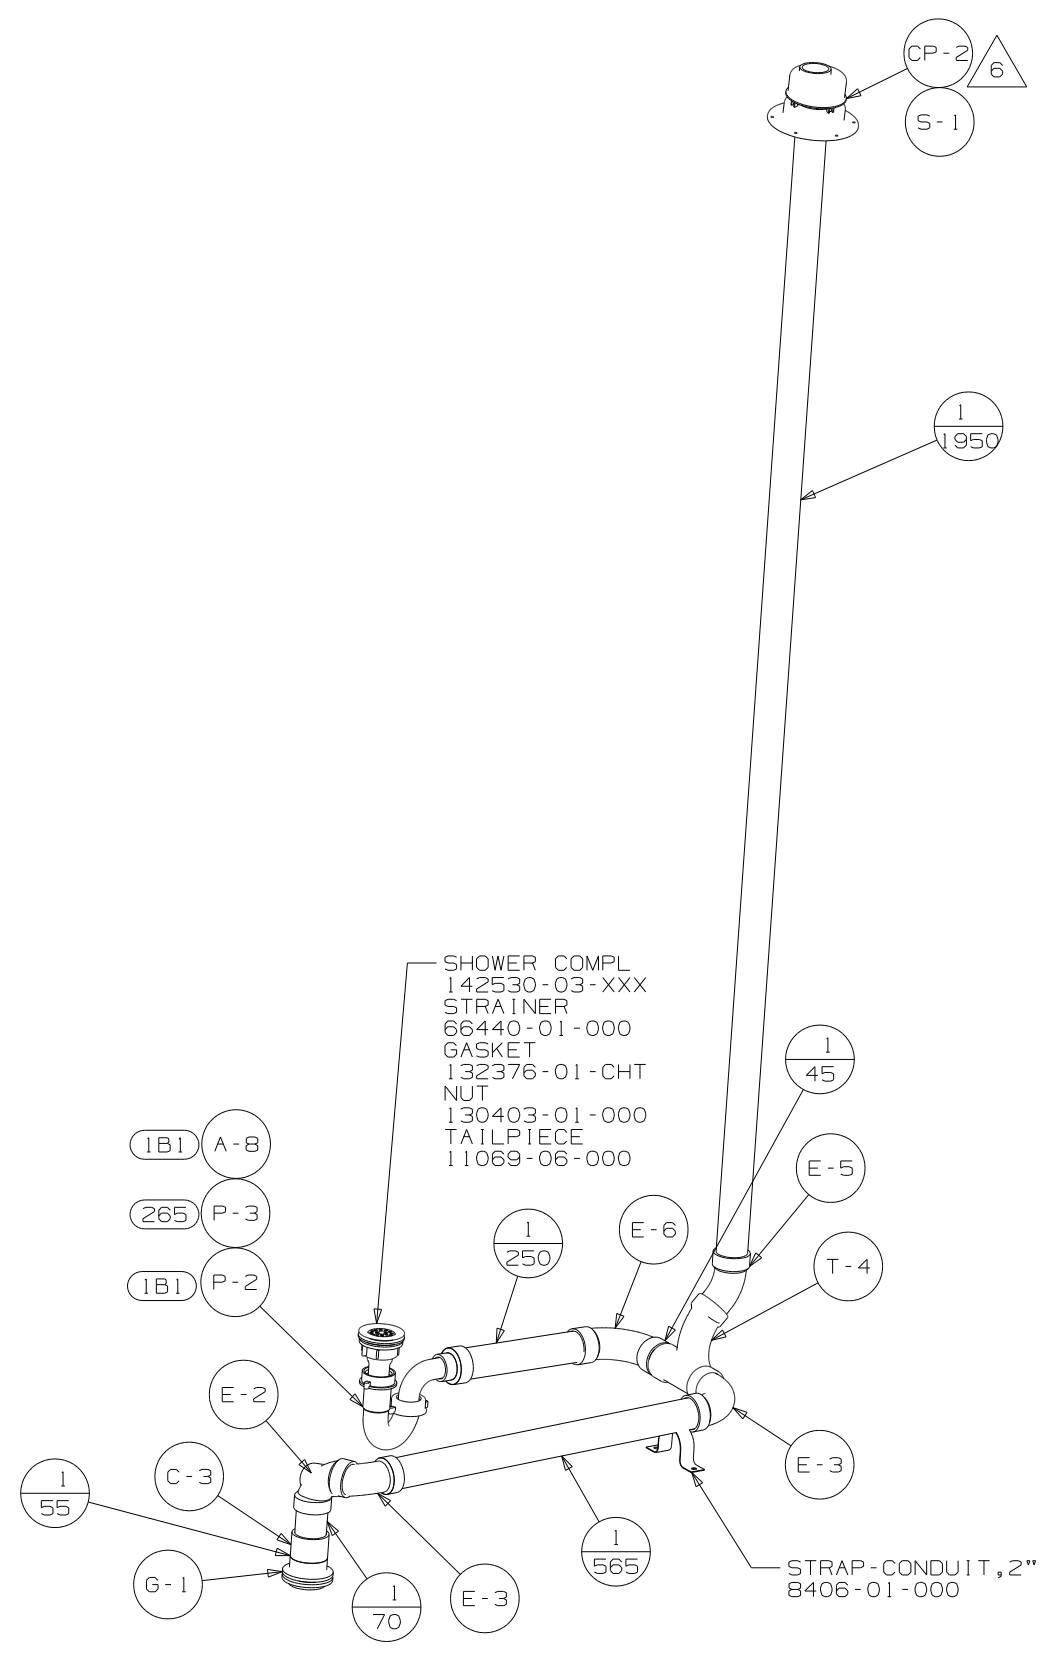 CP-2
6
S-1
1
1950
SHOWER COMPL
142530-03-XXX
STRAINER
66440-01-000
GASKET
132376-01-CHT
NUT
130403-01-000
TAILPIECE
11069-06-000
1
45
1B1 A-8
E-5
265 P-3
E-6
1
250
T-4
1B1 P-2
E-2
E-3
C-3
1
55
1
565
STRAP-CONDUIT,2"
8406-01-000
G-1
1
70
E-3